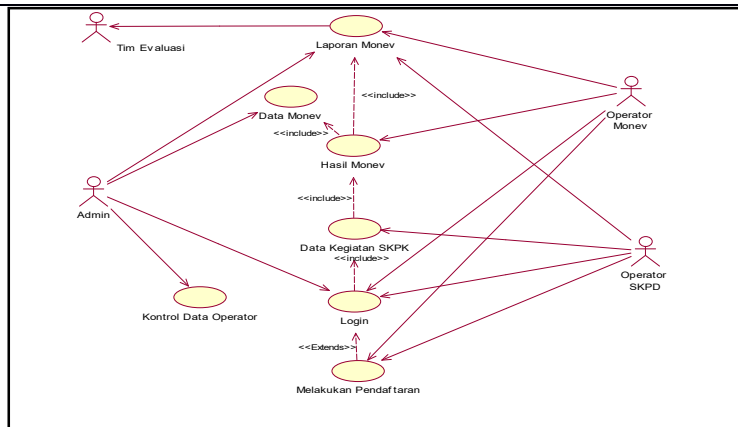 Tim Evaluasi
Laporan Monev
<<include>>
Data Monev
<<include>>
Operator
Monev
Hasil Monev
<<include>>
Admin
Data Kegiatan SKPK
<<include>>
Operator
SKPD
Kontrol Data Operator
Login
<<Extends>>
Melakukan Pendaftaran